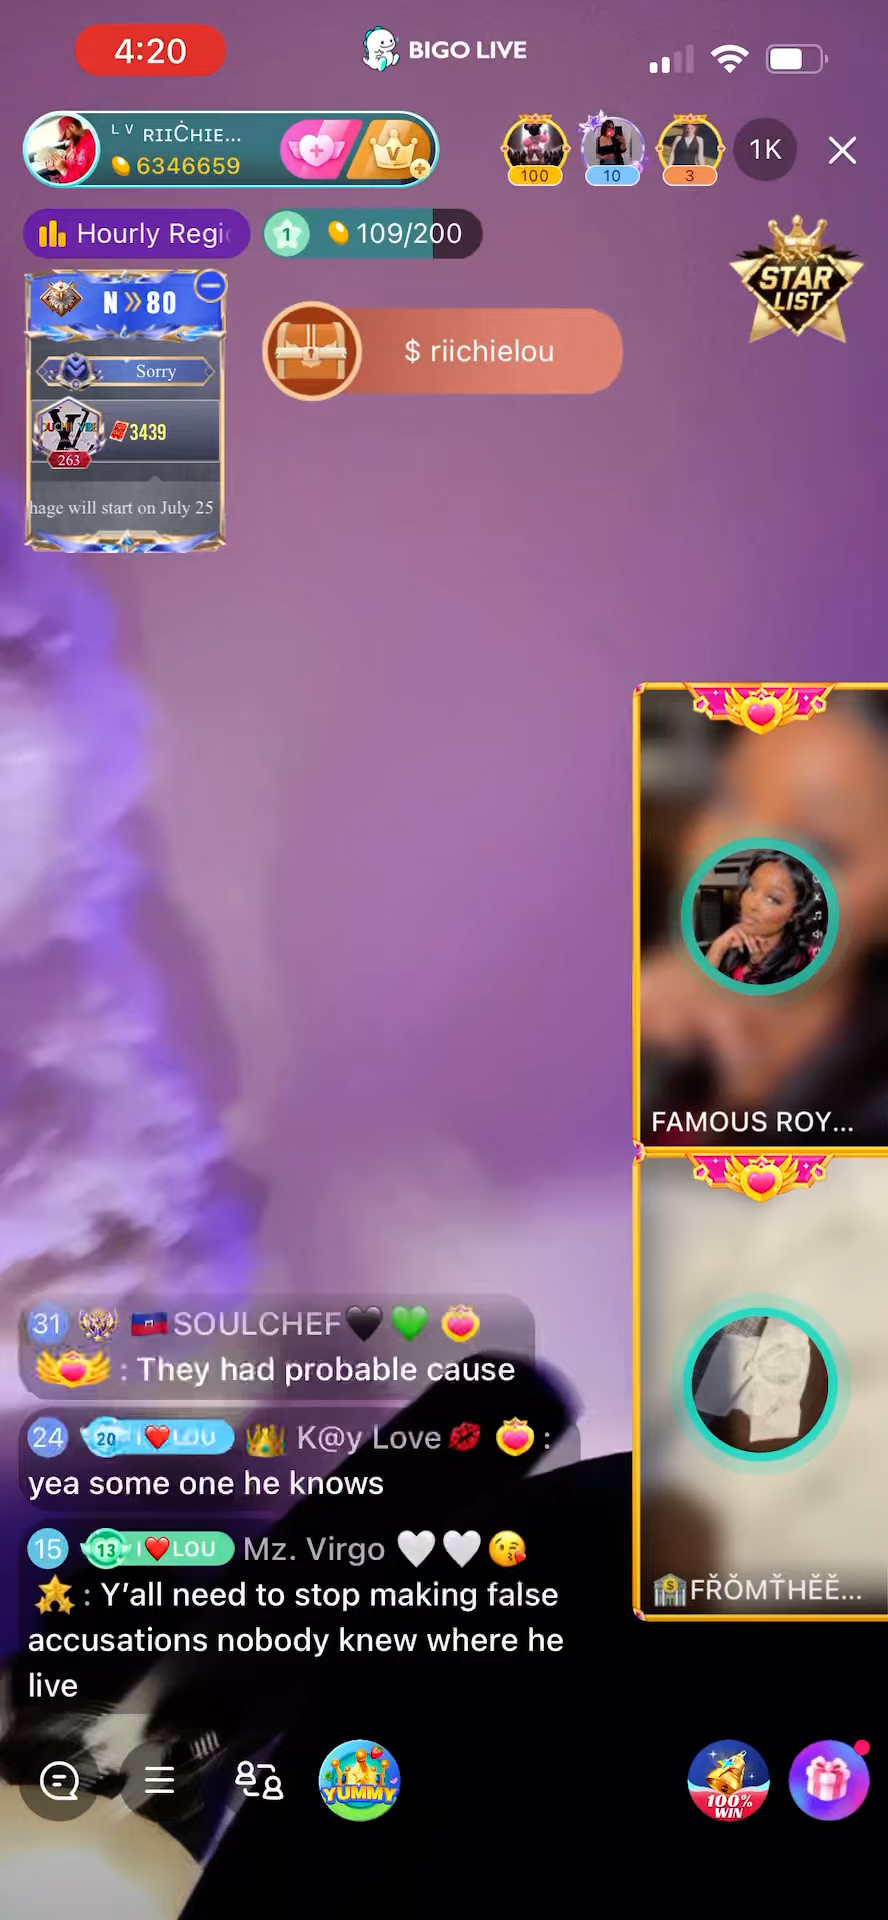 4:20
BIGO LIVE
ᴸ ⱽ RIIĊHIE...
6346659
100
10
3
1K
Hourly Regi
1
109/200
STAR
LIST
N » 80
$ riichielou
Sorry
3439
263
hage will start on July 25
FAMOUS ROY...
31 🇭🇹SOULCHEF🖤💚
: They had probable cause
24 20 I❤️LOU K@y Love💋 :
yea some one he knows
15 13 I❤️LOU Mz. Virgo 🤍🤍😘
: Y'all need to stop making false
accusations nobody knew where he
live
FŘǑMŤHĚĚ...
YUMMY
100%
WIN